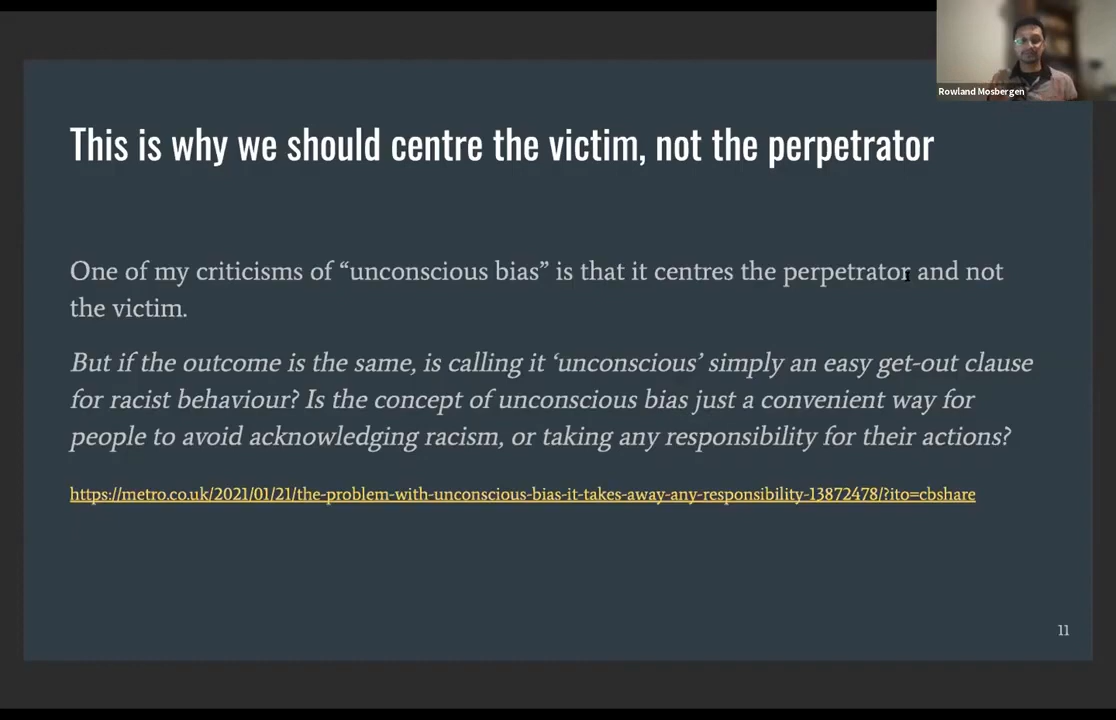 Rowland Mosbergen
This is why we should centre the victim, not the perpetrator
One of my criticisms of “unconscious bias” is that it centres the perpetrator and not
the victim.
But if the outcome is the same, is calling it ‘unconscious’ simply an easy get-out clause
for racist behaviour? Is the concept of unconscious bias just a convenient way for
people to avoid acknowledging racism, or taking any responsibility for their actions?
https://metro.co.uk/2021/01/21/the-problem-with-unconscious-bias-it-takes-away-any-responsibility-13872478/?ito=cbshare
11